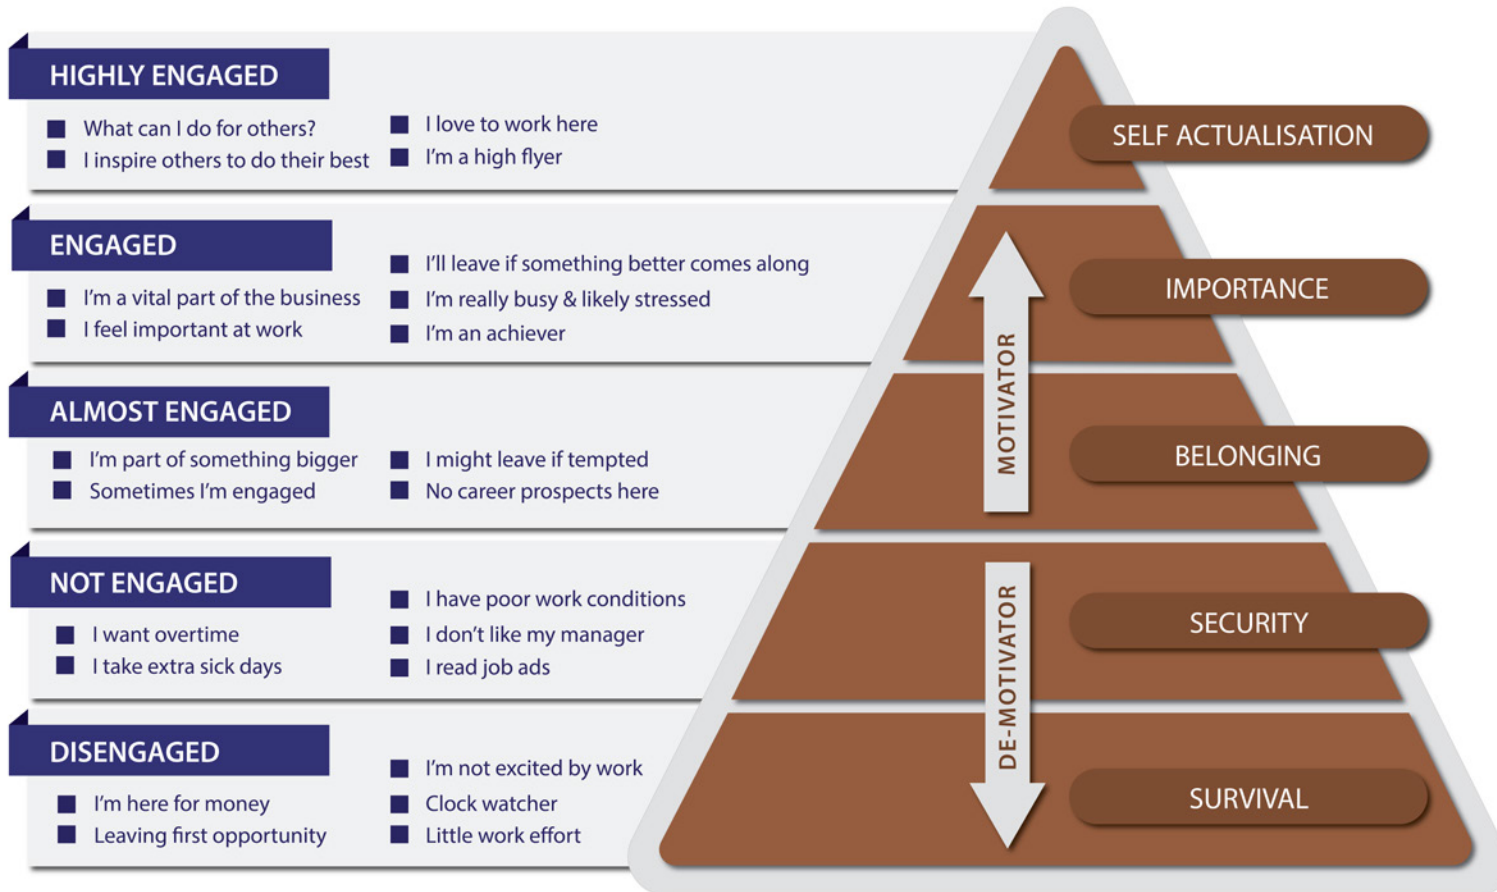 HIGHLY ENGAGED
What can I do for others?
I inspire others to do their best
I love to work here
I'm a high flyer
SELF ACTUALISATION
ENGAGED
I'm a vital part of the business
I feel important at work
I'll leave if something better comes along
I'm really busy & likely stressed
I'm an achiever
IMPORTANCE
MOTIVATOR
ALMOST ENGAGED
I'm part of something bigger
Sometimes I'm engaged
I might leave if tempted
No career prospects here
BELONGING
NOT ENGAGED
I want overtime
I take extra sick days
I have poor work conditions
I don't like my manager
I read job ads
SECURITY
DE-MOTIVATOR
DISENGAGED
I'm here for money
Leaving first opportunity
I'm not excited by work
Clock watcher
Little work effort
SURVIVAL